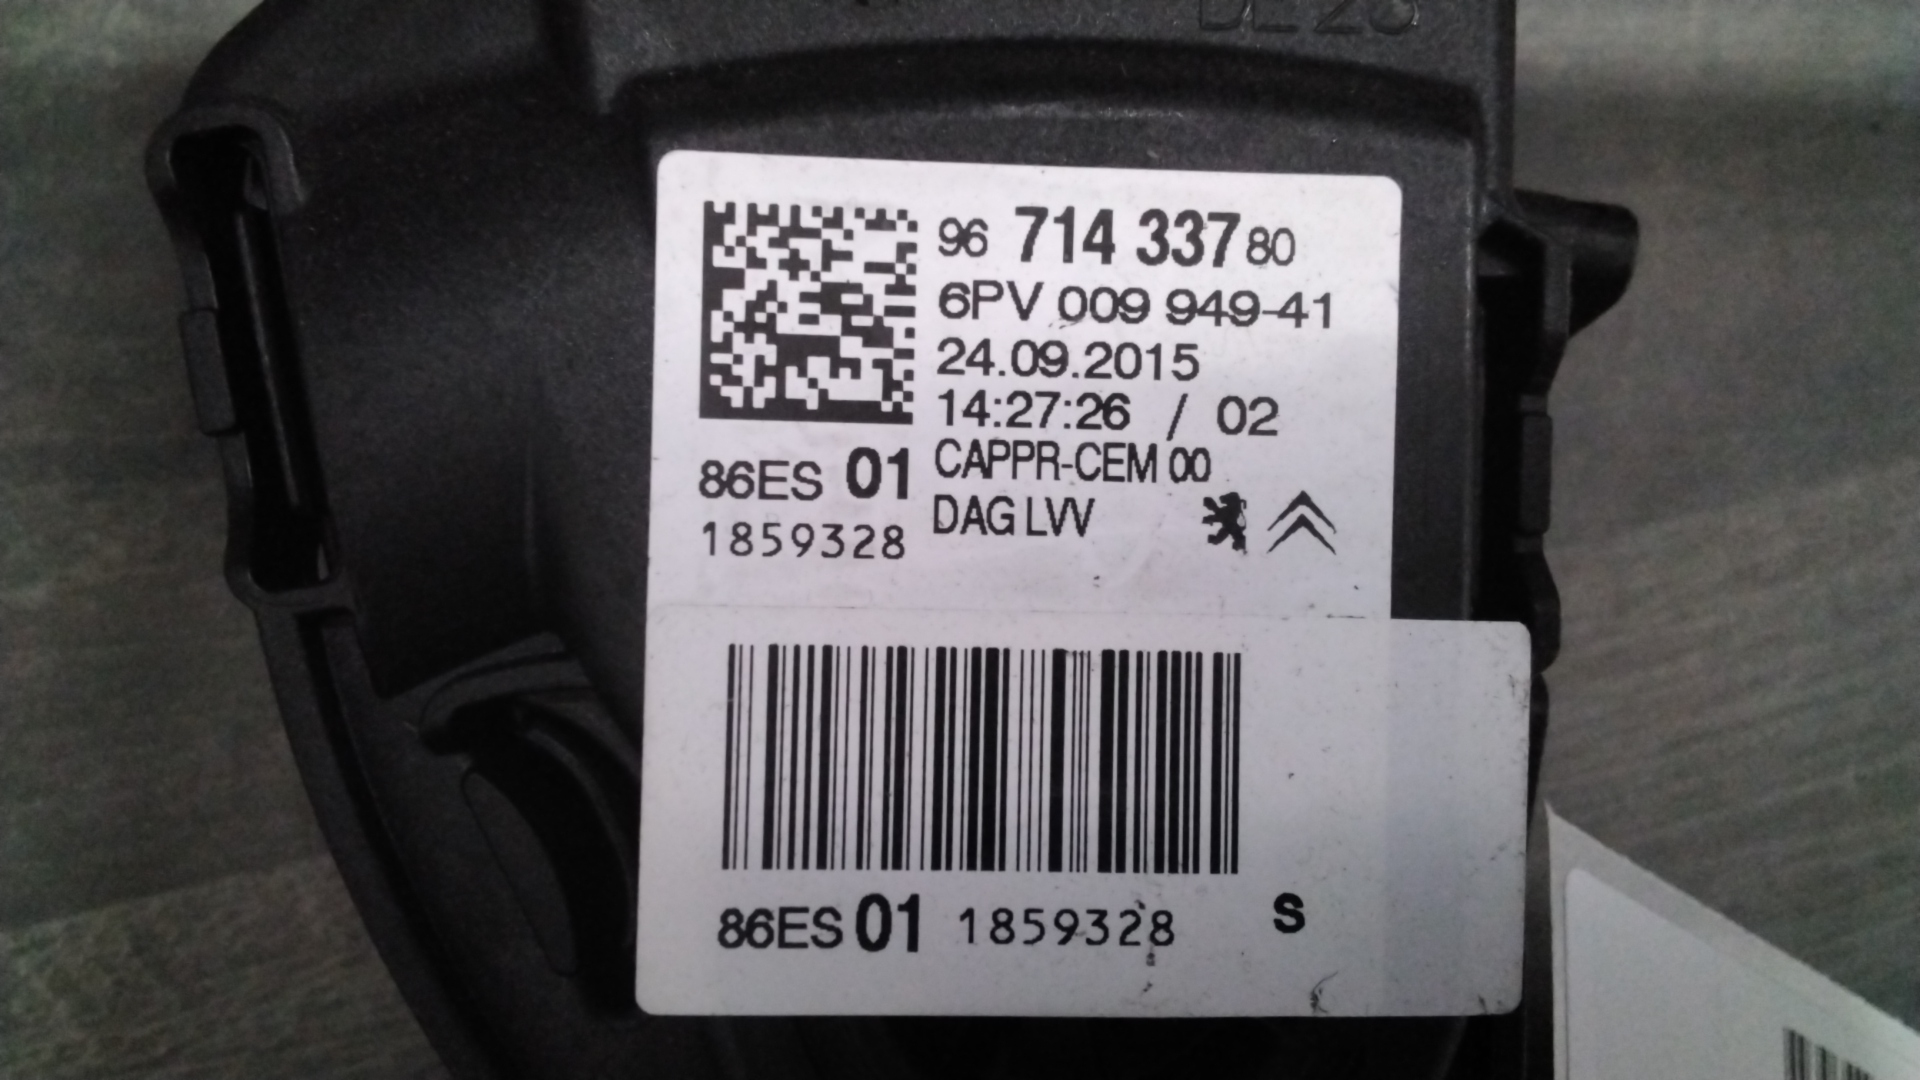 96 714 337 80
6PV 009 949-41
24.09.2015
14:27:26 / 02
86ES 01 CAPPR-CEM 00
1859328 DAG LVV
86ES 01 1859328 S